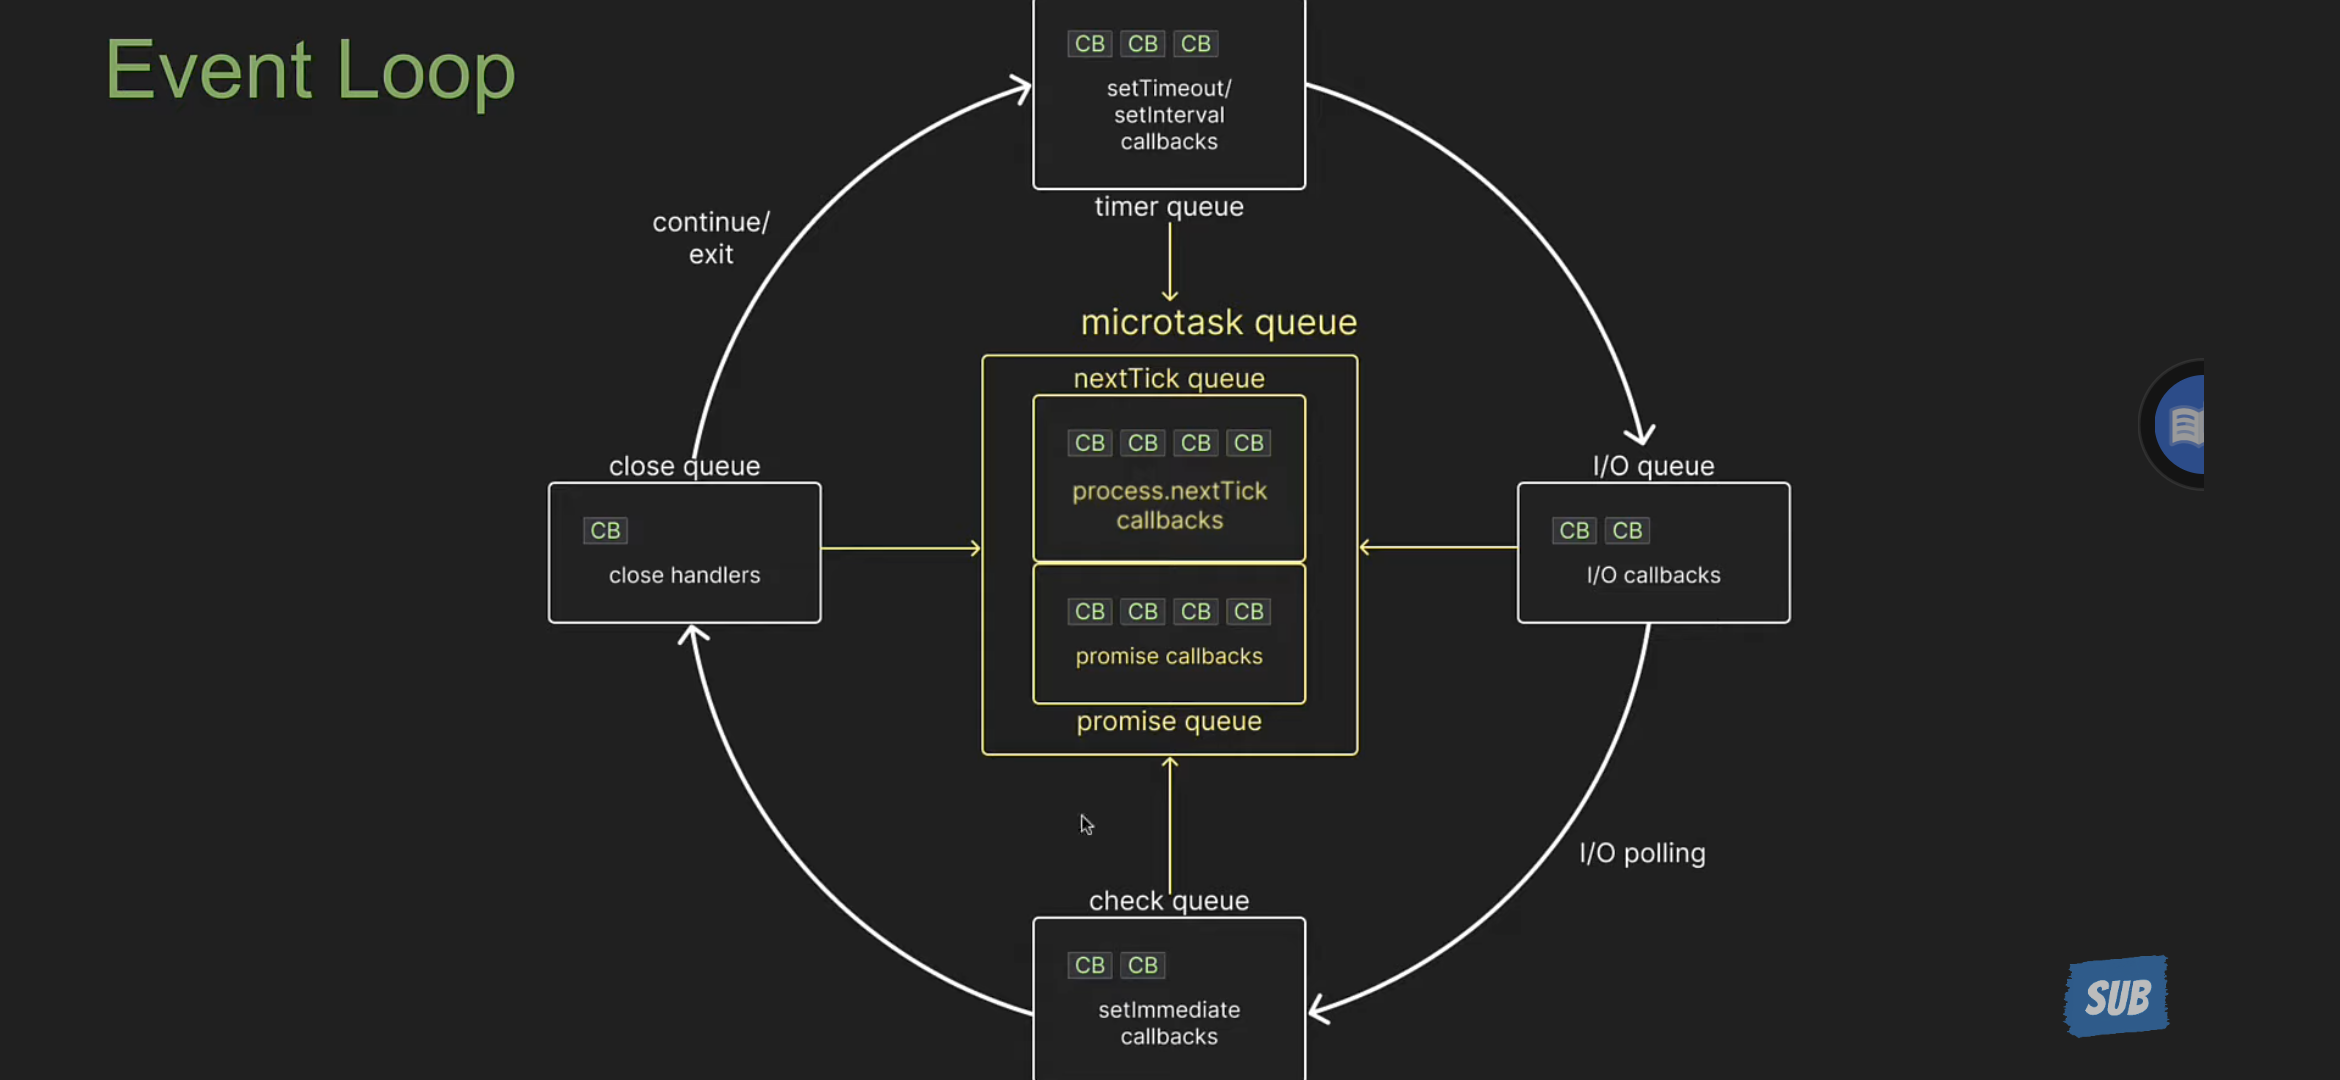 Event Loop
CB CB CB
setTimeout/
setInterval
callbacks
timer queue
continue/
exit
microtask queue
nextTick queue
CB CB CB CB
process.nextTick
callbacks
CB CB CB CB
promise callbacks
promise queue
close queue
CB
close handlers
I/O queue
CB CB
I/O callbacks
I/O polling
check queue
CB CB
setImmediate
callbacks
SUB